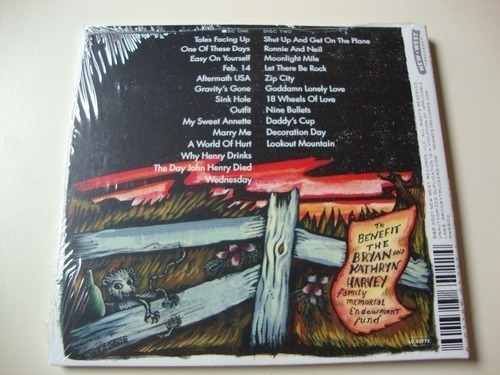 DISC ONE
Tales Facing Up
One Of These Days
Easy On Yourself
Feb. 14
Aftermath USA
Gravity's Gone
Sink Hole
Outfit
My Sweet Annette
Marry Me
A World Of Hurt
Why Henry Drinks
The Day John Henry Died
Wednesday
DISC TWO
Shut Up And Get On The Plane
Ronnie And Neil
Moonlight Mile
Let There Be Rock
Zip City
Goddamn Lonely Love
18 Wheels Of Love
Nine Bullets
Daddy's Cup
Decoration Day
Lookout Mountain
TO
BENEFIT
THE
BRYAN AND
KATHRYN
HARVEY
family
MEMORIAL
ENDOWMENT
fund
NEW WEST